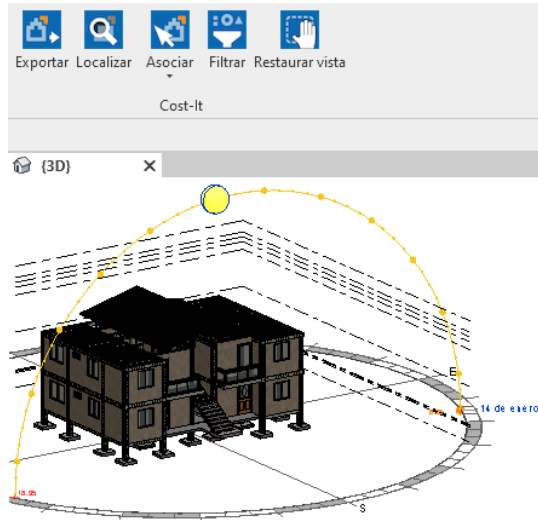 Exportar Localizar Asociar Filtrar Restaurar vista
Cost-It
{3D}
E
14 de enero
S